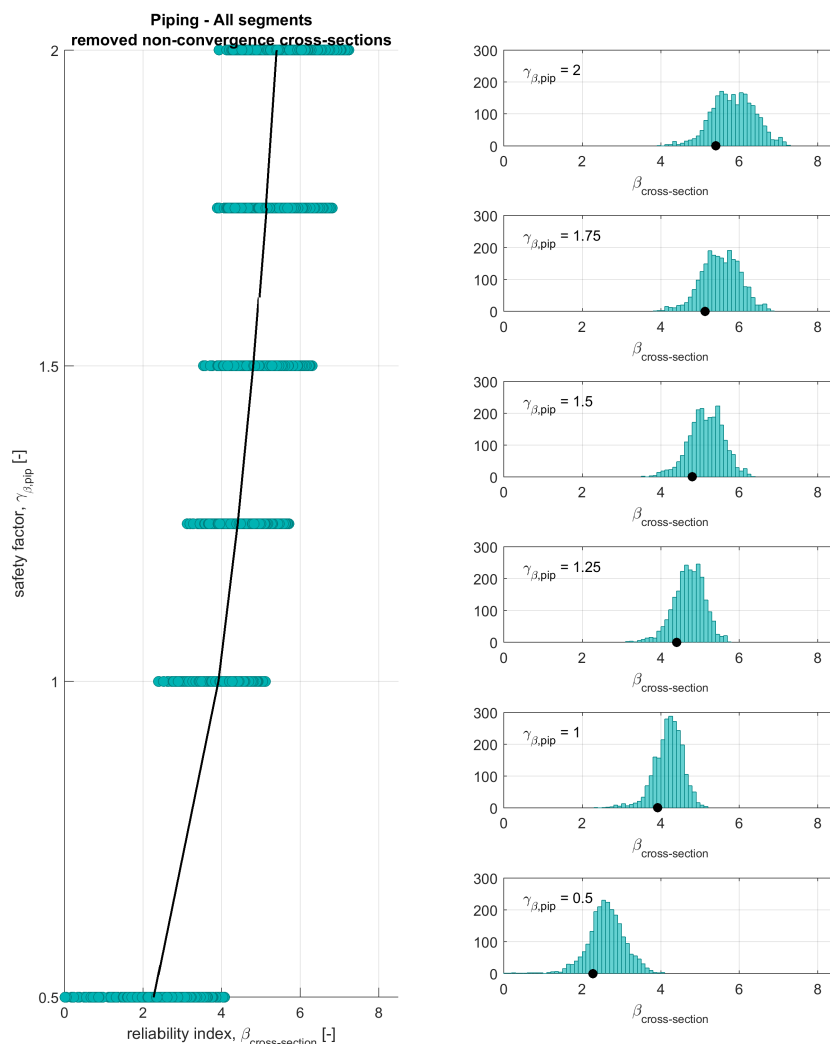 Piping - All segments
removed non-convergence cross-sections
2
1.5
1
0.5
0 2 4 6 8
safety factor, γβ,pip [-]
reliability index, βcross-section [-]
300
200
100
0
γβ,pip = 2
0 2 4 6 8
βcross-section
300
200
100
0
γβ,pip = 1.75
0 2 4 6 8
βcross-section
300
200
100
0
γβ,pip = 1.5
0 2 4 6 8
βcross-section
300
200
100
0
γβ,pip = 1.25
0 2 4 6 8
βcross-section
300
200
100
0
γβ,pip = 1
0 2 4 6 8
βcross-section
300
200
100
0
γβ,pip = 0.5
0 2 4 6 8
βcross-section